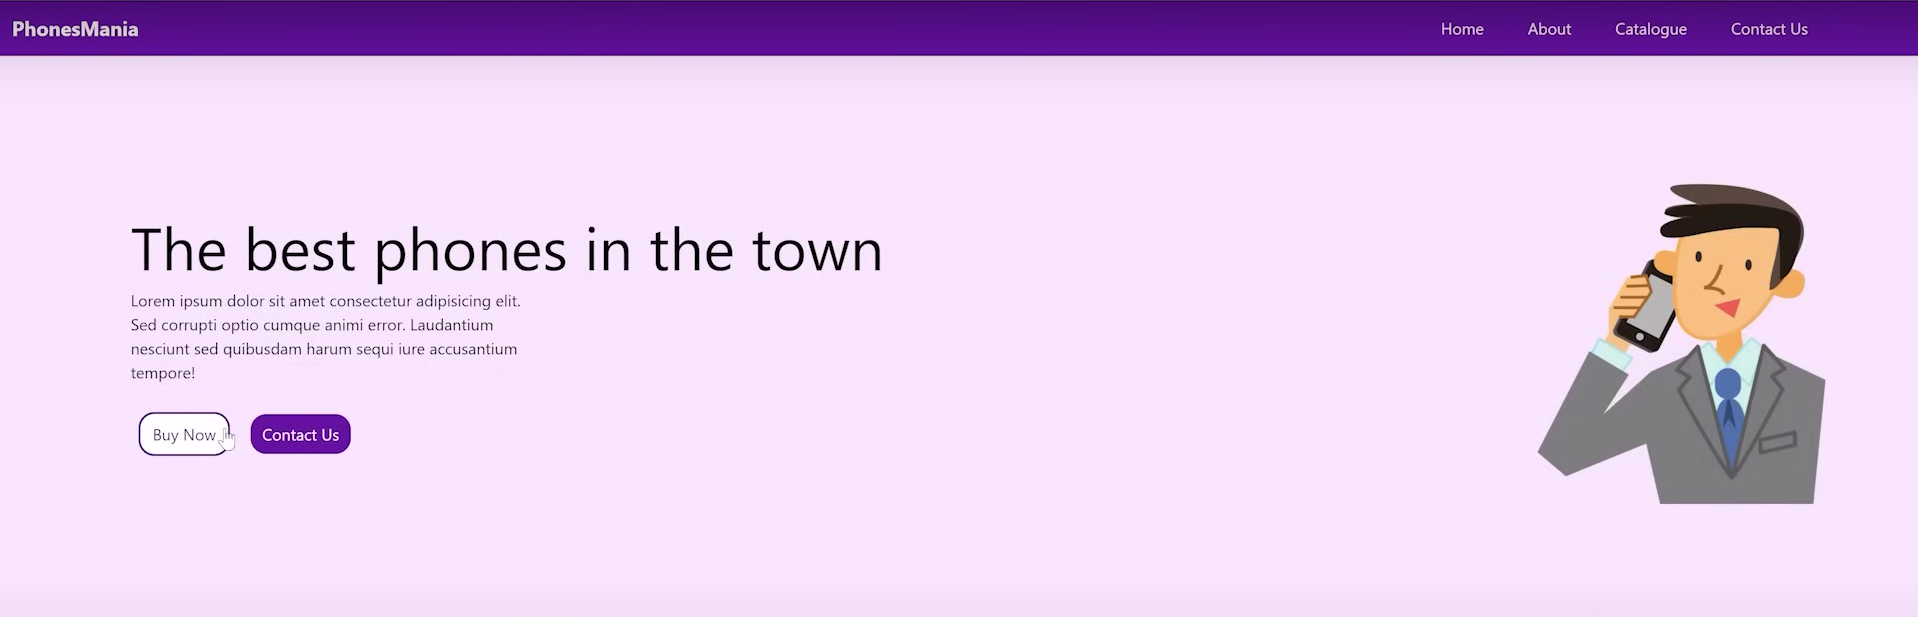 PhonesMania
Home
About
Catalogue
Contact Us
The best phones in the town
Lorem ipsum dolor sit amet consectetur adipisicing elit.
Sed corrupti optio cumque animi error. Laudantium
nesciunt sed quibusdam harum sequi iure accusantium
tempore!
Buy Now
Contact Us